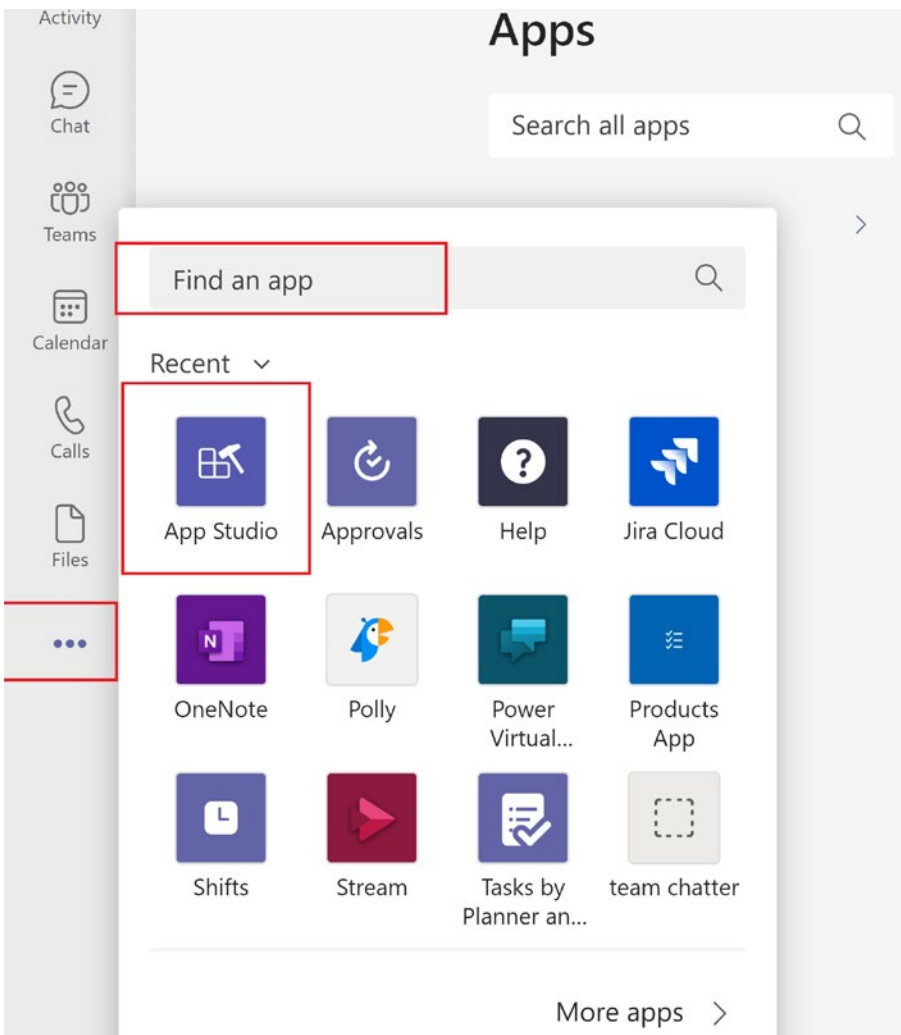 Activity
Chat
Teams
Calendar
Calls
Files
Apps
Search all apps
Find an app
Recent
App Studio
Approvals
Help
Jira Cloud
OneNote
Polly
Power
Virtual...
Products
App
Shifts
Stream
Tasks by
Planner an...
team chatter
More apps